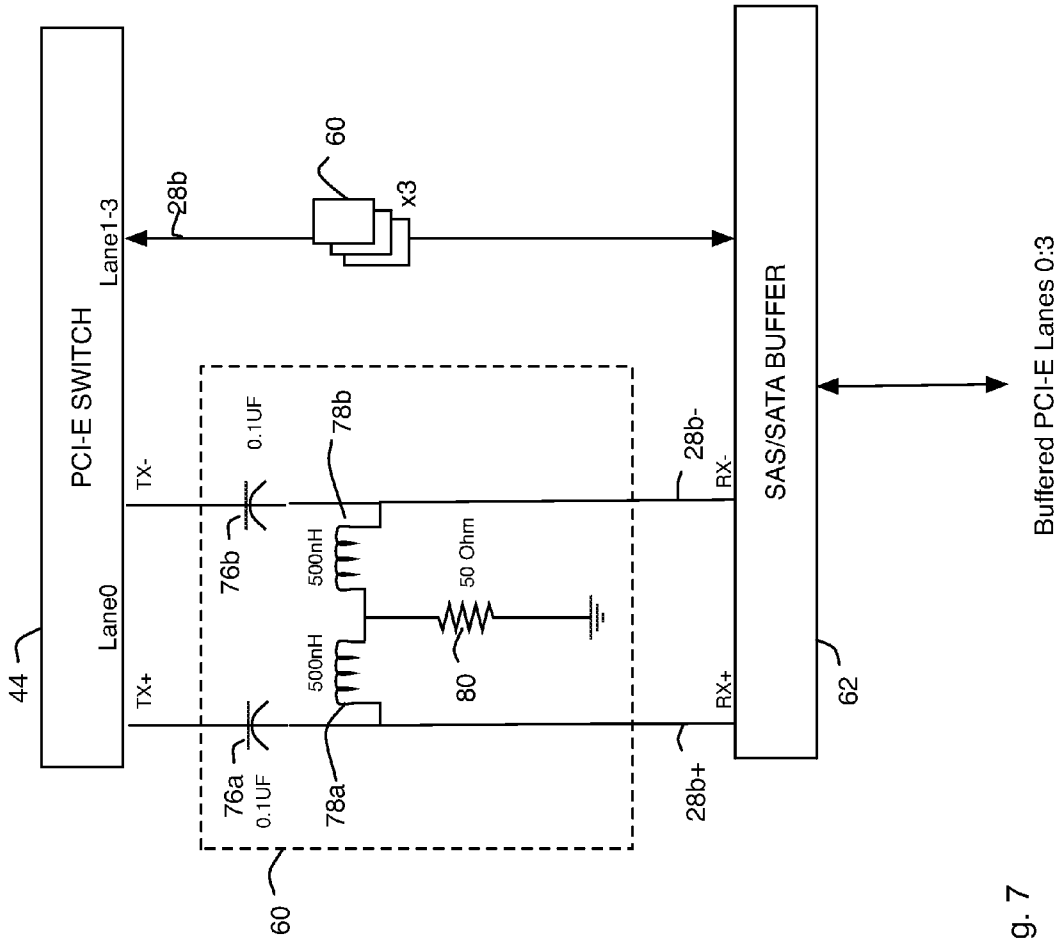 44
PCI-E SWITCH
Lane0
Lane1-3
TX+
TX-
28b
76a
0.1UF
76b
0.1UF
60
60
x3
500nH
500nH
78a
78b
80
50 Ohm
28b+
28b-
RX+
RX-
SAS/SATA BUFFER
62
Buffered PCI-E Lanes 0:3
g. 7